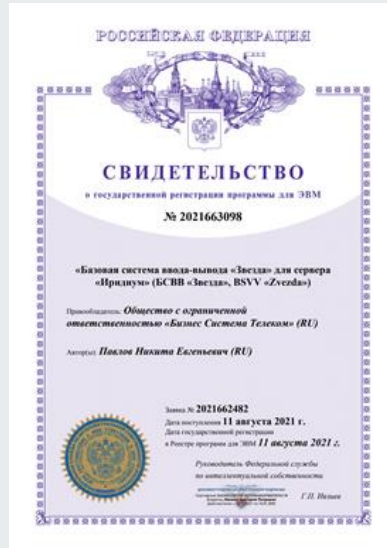 РОССИЙСКАЯ ФЕДЕРАЦИЯ
СВИДЕТЕЛЬСТВО
о государственной регистрации программы для ЭВМ
№ 2021663098
«Базовая система ввода-вывода «Звезда» для сервера
«Иридиум» (БСВВ «Звезда», BSVV «Zvezda»)
Правообладатель: Общество с ограниченной
ответственностью «Бизнес Система Телеком» (RU)
Автор(ы): Павлов Никита Евгеньевич (RU)
Заявка № 2021662482
Дата поступления 11 августа 2021 г.
Дата государственной регистрации
в Реестре программ для ЭВМ 11 августа 2021 г.
Руководитель Федеральной службы
по интеллектуальной собственности
Г.П. Ивлиев